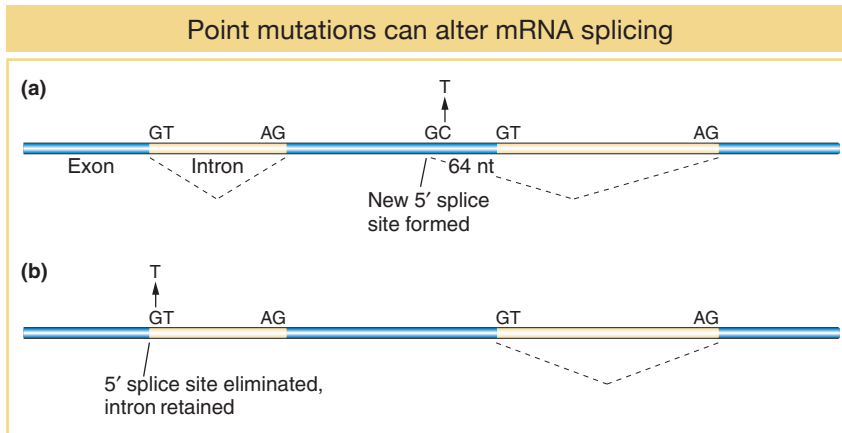 Point mutations can alter mRNA splicing
(a)
T
GT AG GC GT AG
Exon Intron 64 nt
New 5′ splice
site formed
(b)
T
GT AG GT AG
5′ splice site eliminated,
intron retained